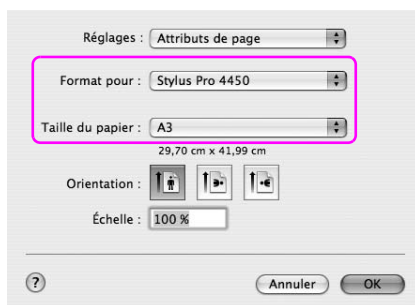 Réglages : Attributs de page
Format pour : Stylus Pro 4450
Taille du papier : A3
29,70 cm x 41,99 cm
Orientation :
Échelle : 100 %
? Annuler OK